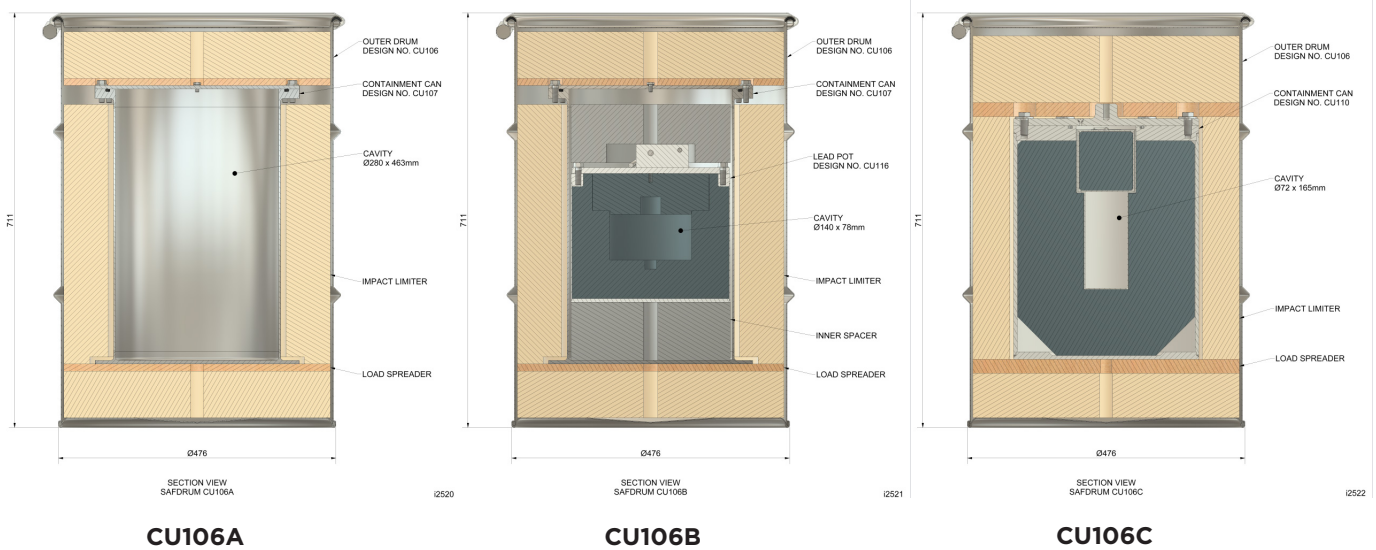 OUTER DRUM
DESIGN NO. CU106
CONTAINMENT CAN
DESIGN NO. CU107
CAVITY
Ø280 x 463mm
711
IMPACT LIMITER
LOAD SPREADER
Ø476
SECTION VIEW
SAFDRUM CU106A
i2520
CU106A
OUTER DRUM
DESIGN NO. CU106
CONTAINMENT CAN
DESIGN NO. CU107
LEAD POT
DESIGN NO. CU116
CAVITY
Ø140 x 78mm
711
IMPACT LIMITER
INNER SPACER
LOAD SPREADER
Ø476
SECTION VIEW
SAFDRUM CU106B
i2521
CU106B
OUTER DRUM
DESIGN NO. CU106
CONTAINMENT CAN
DESIGN NO. CU110
CAVITY
Ø72 x 165mm
711
IMPACT LIMITER
LOAD SPREADER
Ø476
SECTION VIEW
SAFDRUM CU106C
i2522
CU106C